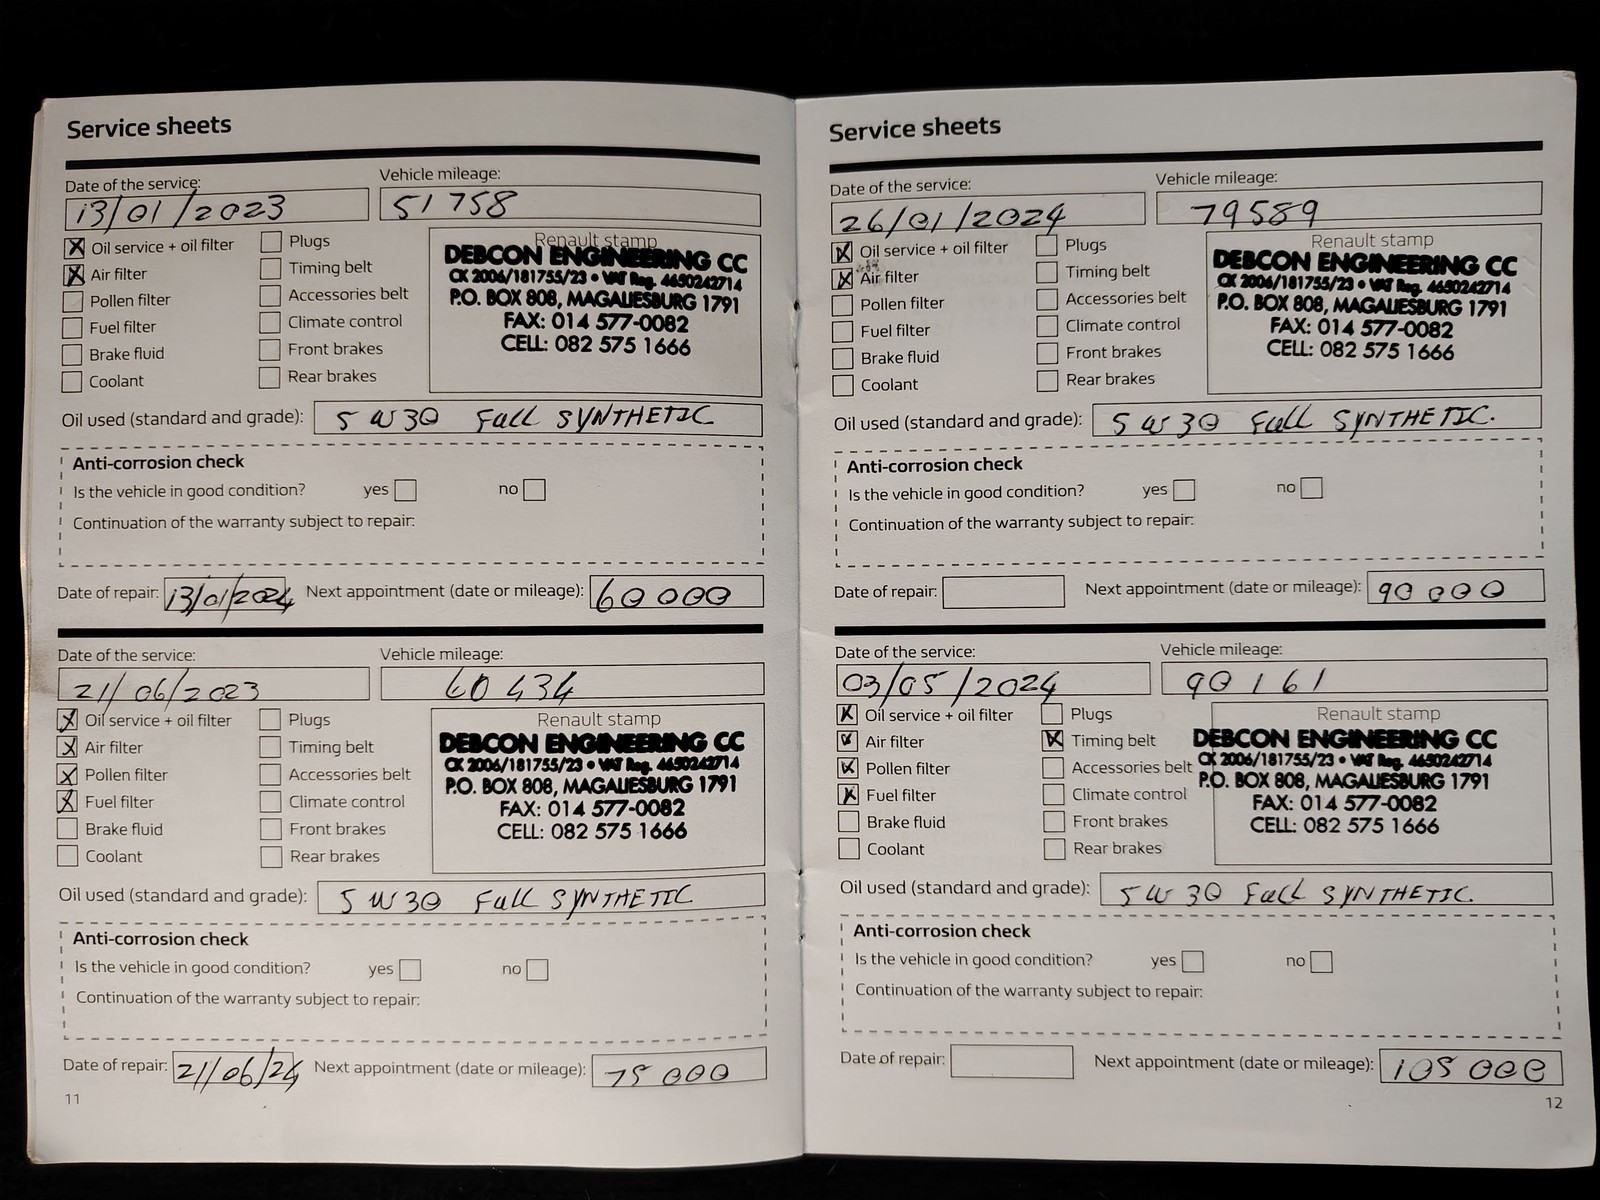 Service sheets
Date of the service:
Vehicle mileage:
13/01/2023
51 758
Oil service + oil filter
Plugs
Air filter
Timing belt
Pollen filter
Accessories belt
Fuel filter
Climate control
Brake fluid
Front brakes
Coolant
Rear brakes
Renault stamp
DEBCON ENGINEERING CC
CK 2006/181755/23 • VAT Reg. 4650242714
P.O. BOX 808, MAGALIESBURG 1791
FAX: 014 577-0082
CELL: 082 575 1666
Oil used (standard and grade): 5 W 30 Full SYNTHETIC
Anti-corrosion check
Is the vehicle in good condition? yes no
Continuation of the warranty subject to repair:
Date of repair: 13/01/2024 Next appointment (date or mileage): 60 000
Date of the service:
Vehicle mileage:
21/06/2023
60 434
Oil service + oil filter
Plugs
Air filter
Timing belt
Pollen filter
Accessories belt
Fuel filter
Climate control
Brake fluid
Front brakes
Coolant
Rear brakes
Renault stamp
DEBCON ENGINEERING CC
CK 2006/181755/23 • VAT Reg. 4650242714
P.O. BOX 808, MAGALIESBURG 1791
FAX: 014 577-0082
CELL: 082 575 1666
Oil used (standard and grade): 5 W 30 Full SYNTHETIC
Anti-corrosion check
Is the vehicle in good condition? yes no
Continuation of the warranty subject to repair:
Date of repair: 21/06/24 Next appointment (date or mileage): 75 000
11
Service sheets
Date of the service:
Vehicle mileage:
26/01/2024
79589
Oil service + oil filter
Plugs
Air filter
Timing belt
Pollen filter
Accessories belt
Fuel filter
Climate control
Brake fluid
Front brakes
Coolant
Rear brakes
Renault stamp
DEBCON ENGINEERING CC
CK 2006/181755/23 • VAT Reg. 4650242714
P.O. BOX 808, MAGALIESBURG 1791
FAX: 014 577-0082
CELL: 082 575 1666
Oil used (standard and grade): 5 W 30 Full SYNTHETIC.
Anti-corrosion check
Is the vehicle in good condition? yes no
Continuation of the warranty subject to repair:
Date of repair: Next appointment (date or mileage): 90 000
Date of the service:
Vehicle mileage:
03/05/2024
90 161
Oil service + oil filter
Plugs
Air filter
Timing belt
Pollen filter
Accessories belt
Fuel filter
Climate control
Brake fluid
Front brakes
Coolant
Rear brakes
Renault stamp
DEBCON ENGINEERING CC
CK 2006/181755/23 • VAT Reg. 4650242714
P.O. BOX 808, MAGALIESBURG 1791
FAX: 014 577-0082
CELL: 082 575 1666
Oil used (standard and grade): 5 W 30 Full SYNTHETIC.
Anti-corrosion check
Is the vehicle in good condition? yes no
Continuation of the warranty subject to repair:
Date of repair: Next appointment (date or mileage): 105 000
12